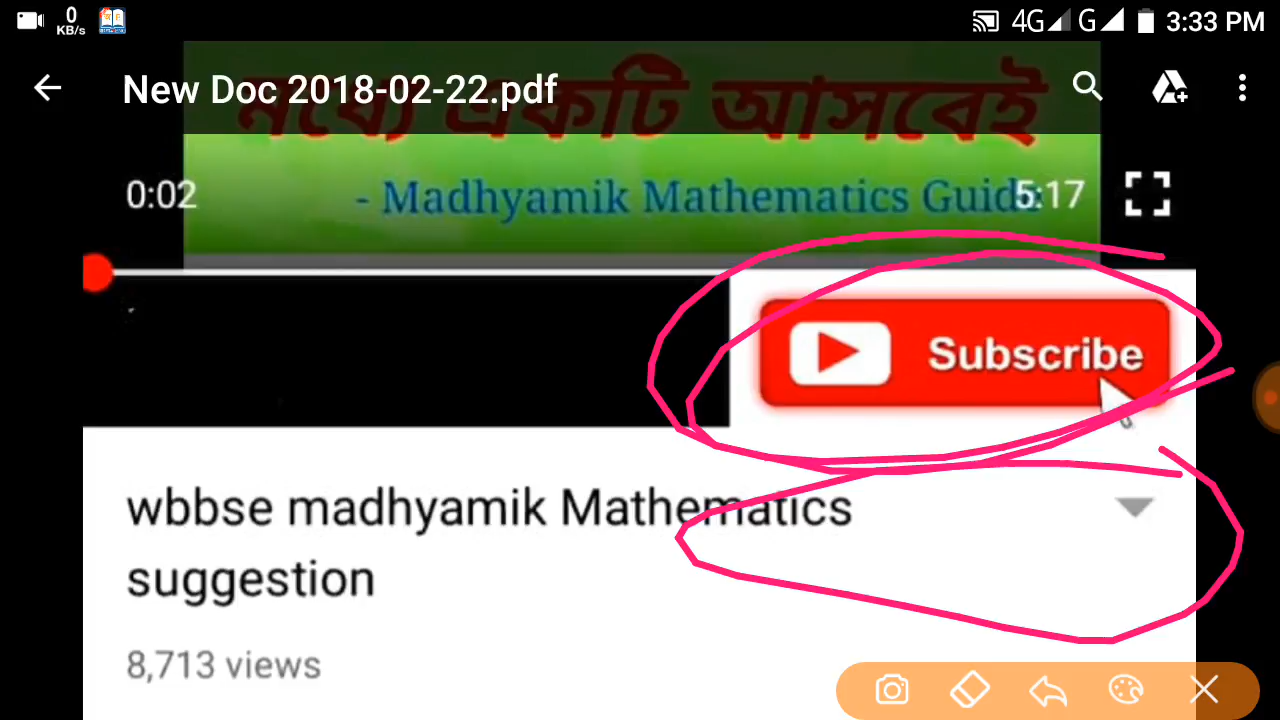 0
KB/s
4G G 3:33 PM
New Doc 2018-02-22.pdf
মধ্যে একটি আসবেই
0:02
- Madhyamik Mathematics Guide
5:17
Subscribe
wbbse madhyamik Mathematics
suggestion
8,713 views